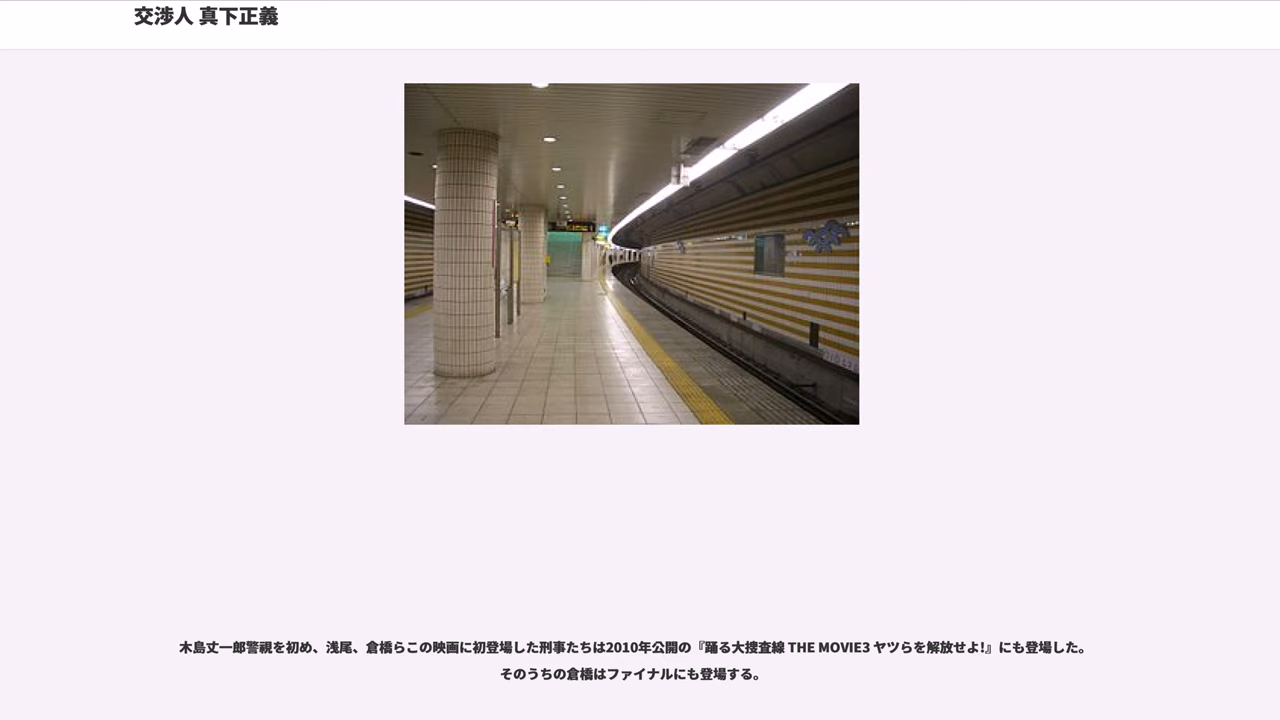 交渉人 真下正義
木島丈一郎警視を初め、浅尾、倉橋らこの映画に初登場した刑事たちは2010年公開の『踊る大捜査線 THE MOVIE3 ヤツらを解放せよ!』にも登場した。
そのうちの倉橋はファイナルにも登場する。